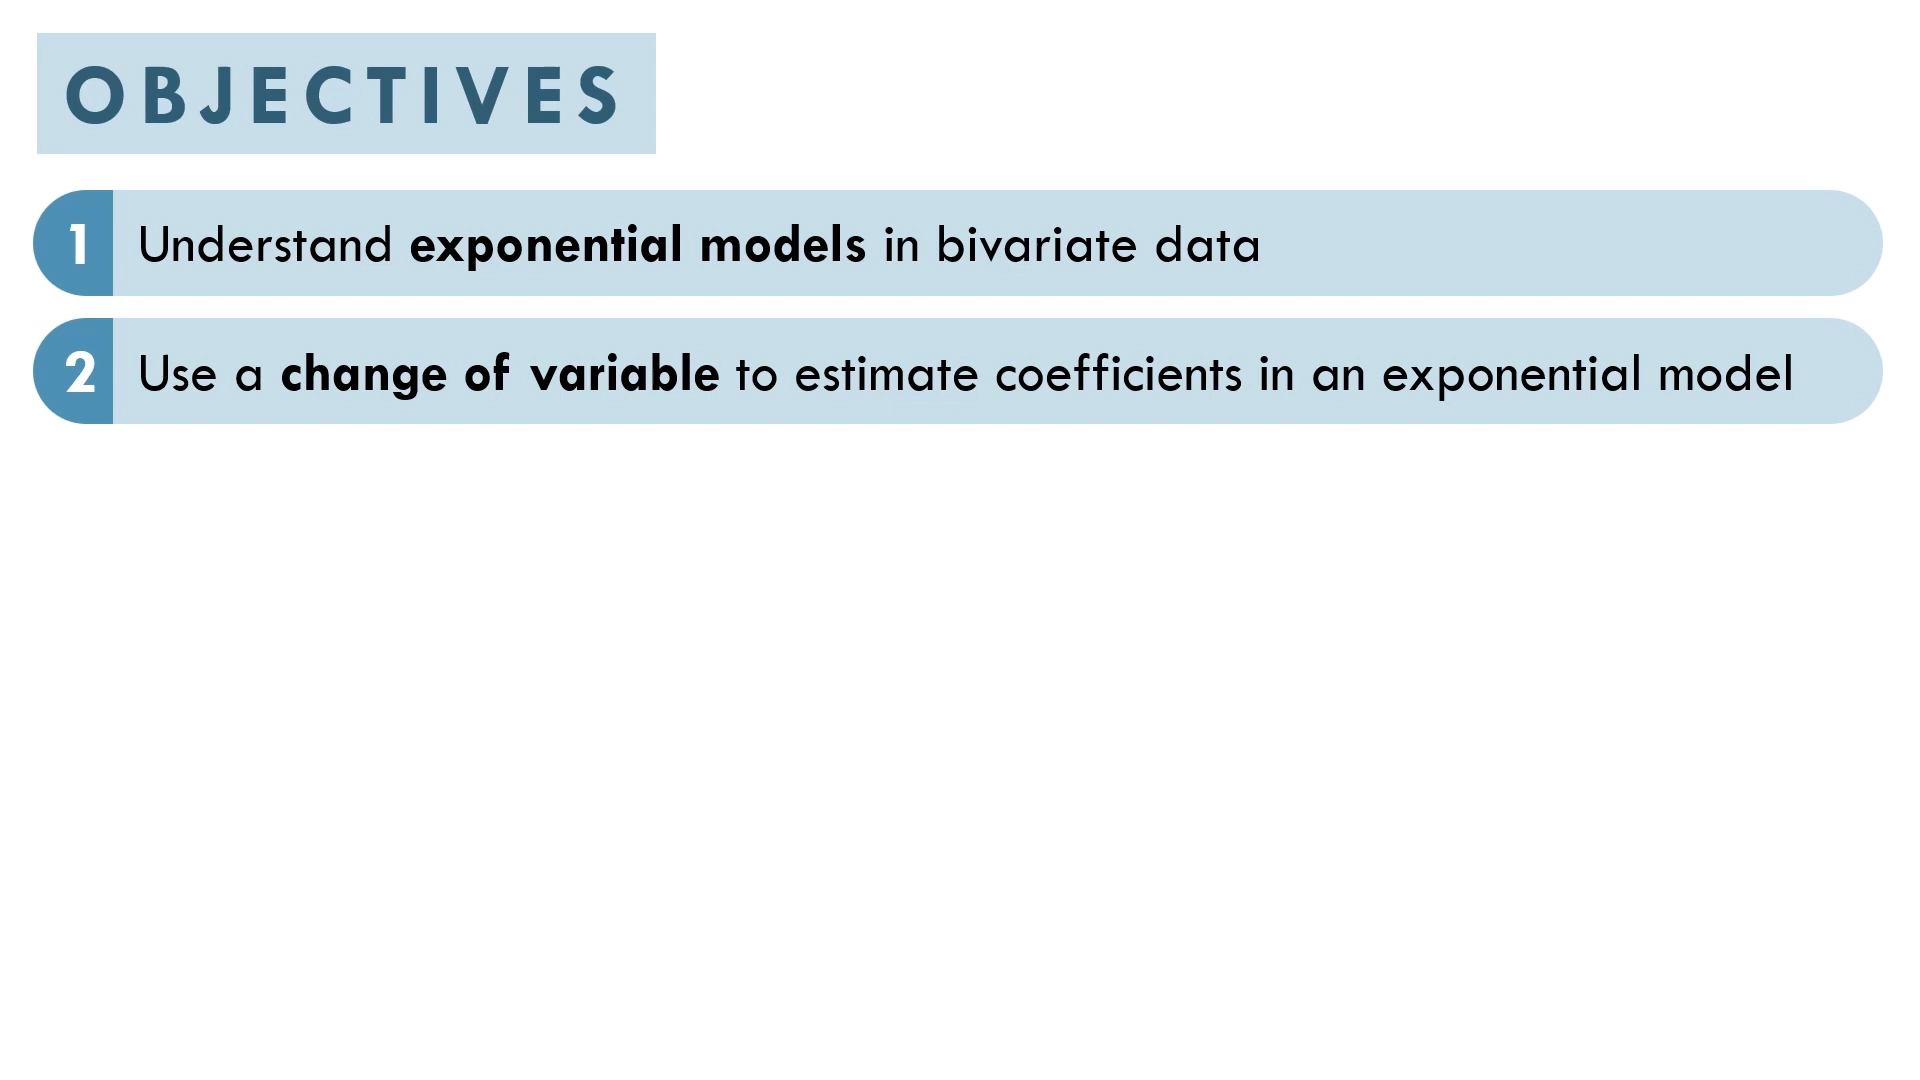 OBJECTIVES
1 Understand exponential models in bivariate data
2 Use a change of variable to estimate coefficients in an exponential model